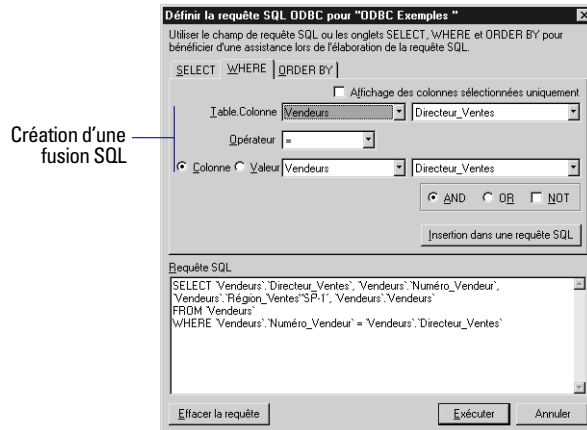 Définir la requête SQL ODBC pour "ODBC Exemples "
Utiliser le champ de requête SQL ou les onglets SELECT, WHERE et ORDER BY pour
bénéficier d'une assistance lors de l'élaboration de la requête SQL.
SELECT WHERE ORDER BY
Affichage des colonnes sélectionnées uniquement
Table.Colonne Vendeurs Directeur_Ventes
Création d'une
fusion SQL
Opérateur =
Colonne Valeur Vendeurs Directeur_Ventes
AND OR NOT
Insertion dans une requête SQL
Requête SQL
SELECT `Vendeurs`.`Directeur_Ventes`, `Vendeurs`.`Numéro_Vendeur`,
`Vendeurs`.`Région_Ventes"SP-1`, `Vendeurs`.`Vendeurs`
FROM `Vendeurs`
WHERE `Vendeurs`.`Numéro_Vendeur` = `Vendeurs`.`Directeur_Ventes`
Effacer la requête Exécuter Annuler